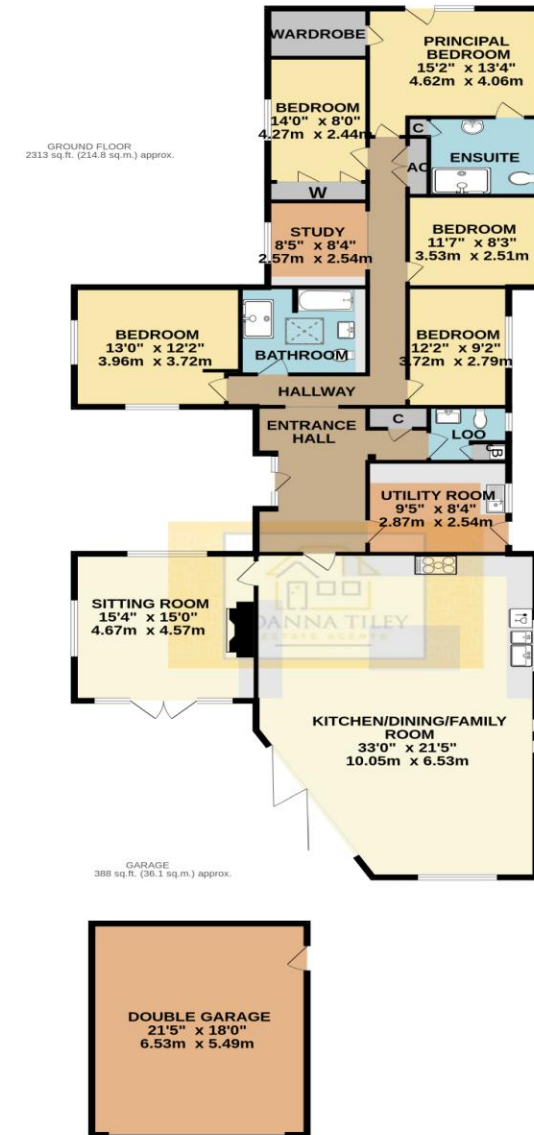 WARDROBE
PRINCIPAL
BEDROOM
15'2" x 13'4"
4.62m x 4.06m
BEDROOM
14'0" x 8'0"
4.27m x 2.44m
GROUND FLOOR
2313 sq.ft. (214.8 sq.m.) approx.
C
ENSUITE
AC
W
STUDY
8'5" x 8'4"
2.57m x 2.54m
BEDROOM
11'7" x 8'3"
3.53m x 2.51m
BEDROOM
13'0" x 12'2"
3.96m x 3.72m
BATHROOM
BEDROOM
12'2" x 9'2"
3.72m x 2.79m
HALLWAY
ENTRANCE
HALL
C
LOO
C
B
UTILITY ROOM
9'5" x 8'4"
2.87m x 2.54m
SITTING ROOM
15'4" x 15'0"
4.67m x 4.57m
OANNA TILEY
ESTATE AGENTS
KITCHEN/DINING/FAMILY
ROOM
33'0" x 21'5"
10.05m x 6.53m
GARAGE
388 sq.ft. (36.1 sq.m.) approx.
DOUBLE GARAGE
21'5" x 18'0"
6.53m x 5.49m